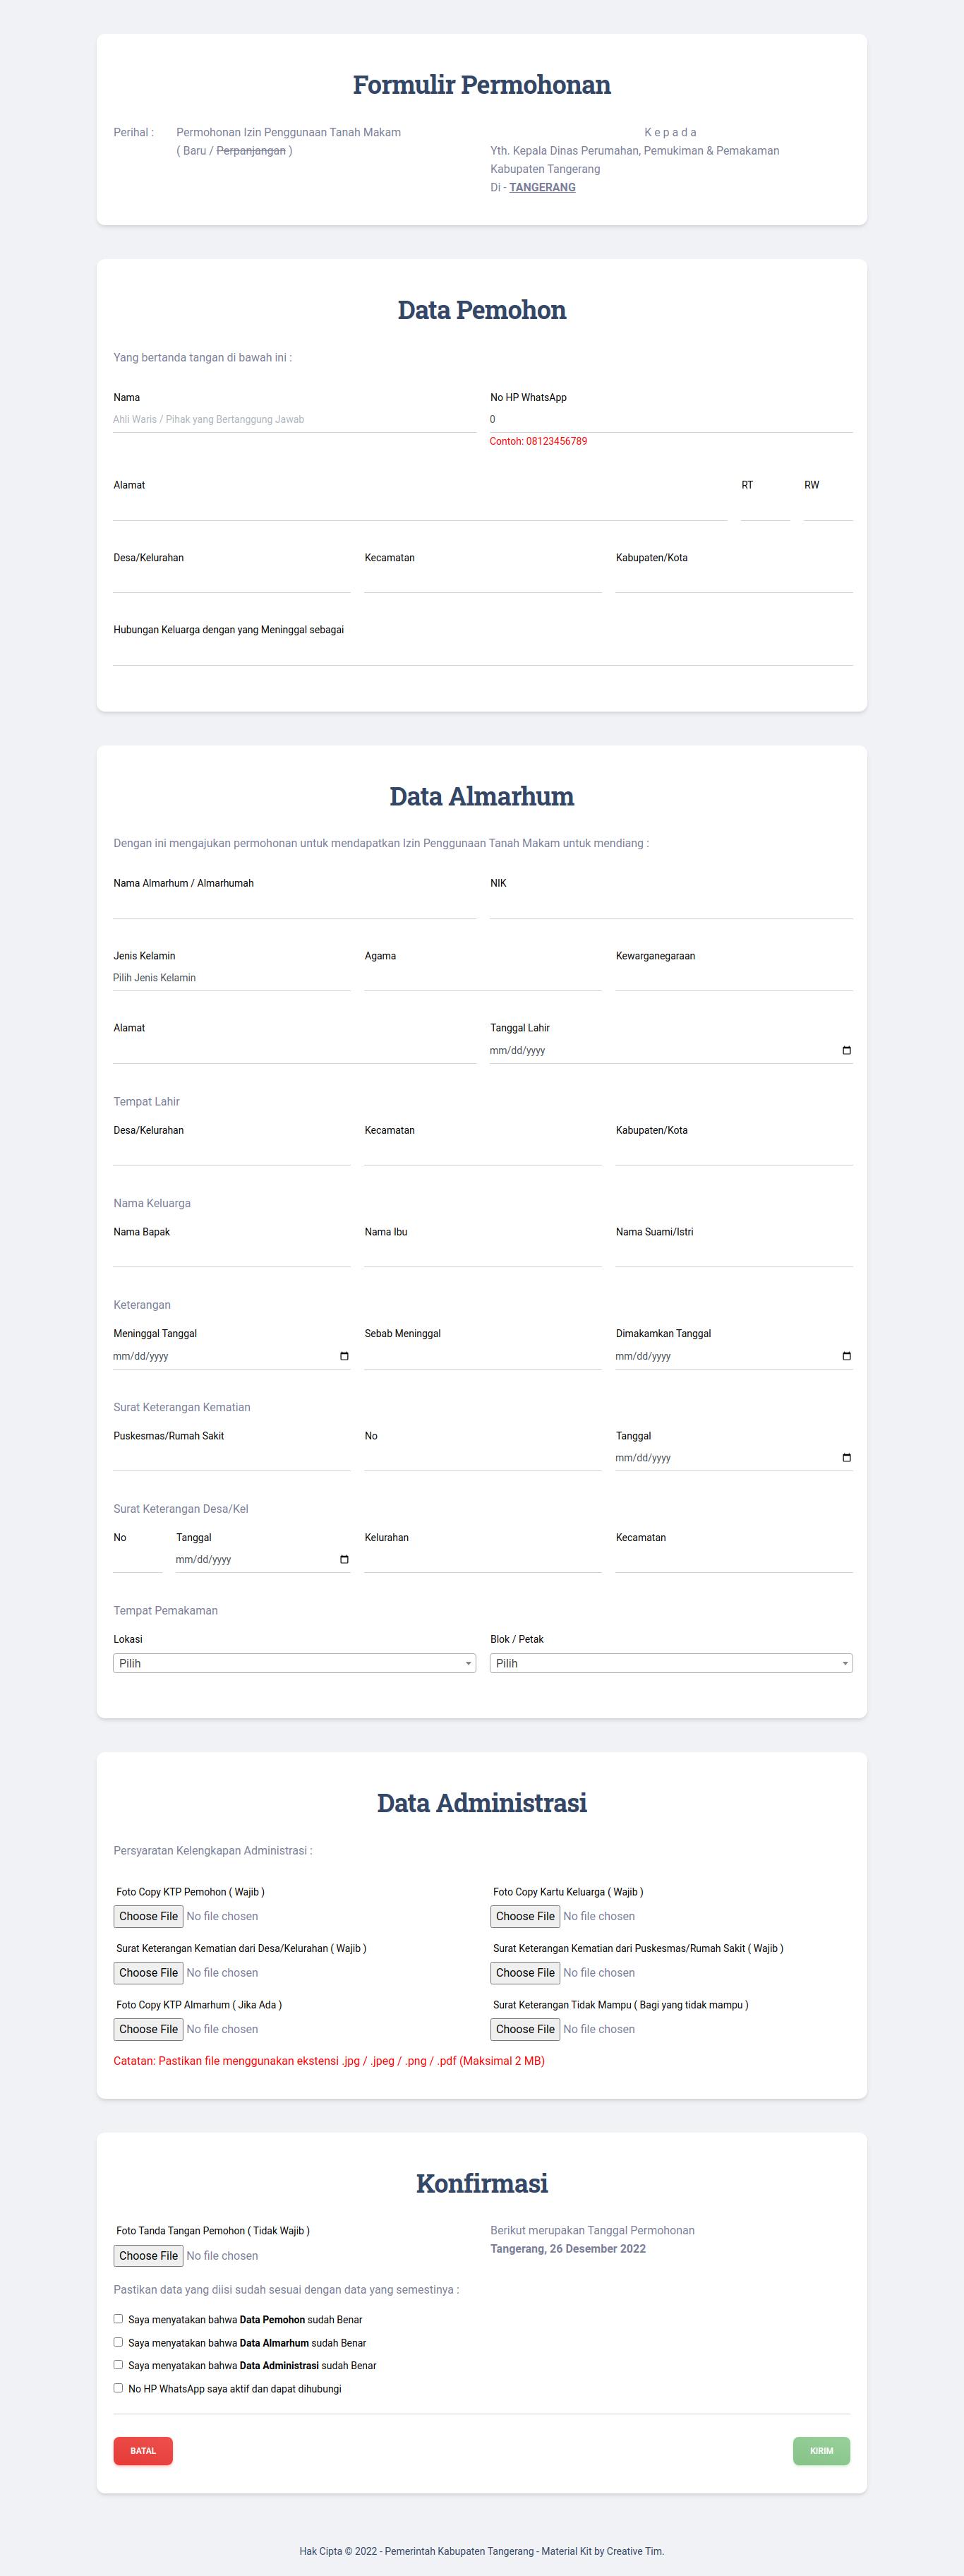 Formulir Permohonan
Perihal : Permohonan Izin Penggunaan Tanah Makam
( Baru / Perpanjangan )
K e p a d a
Yth. Kepala Dinas Perumahan, Pemukiman & Pemakaman
Kabupaten Tangerang
Di - TANGERANG
Data Pemohon
Yang bertanda tangan di bawah ini :
Nama No HP WhatsApp
Ahli Waris / Pihak yang Bertanggung Jawab 0
Contoh: 08123456789
Alamat RT RW
Desa/Kelurahan Kecamatan Kabupaten/Kota
Hubungan Keluarga dengan yang Meninggal sebagai
Data Almarhum
Dengan ini mengajukan permohonan untuk mendapatkan Izin Penggunaan Tanah Makam untuk mendiang :
Nama Almarhum / Almarhumah NIK
Jenis Kelamin Agama Kewarganegaraan
Pilih Jenis Kelamin
Alamat Tanggal Lahir
mm/dd/yyyy
Tempat Lahir
Desa/Kelurahan Kecamatan Kabupaten/Kota
Nama Keluarga
Nama Bapak Nama Ibu Nama Suami/Istri
Keterangan
Meninggal Tanggal Sebab Meninggal Dimakamkan Tanggal
mm/dd/yyyy mm/dd/yyyy
Surat Keterangan Kematian
Puskesmas/Rumah Sakit No Tanggal
mm/dd/yyyy
Surat Keterangan Desa/Kel
No Tanggal Kelurahan Kecamatan
mm/dd/yyyy
Tempat Pemakaman
Lokasi Blok / Petak
Pilih Pilih
Data Administrasi
Persyaratan Kelengkapan Administrasi :
Foto Copy KTP Pemohon ( Wajib ) Foto Copy Kartu Keluarga ( Wajib )
Choose File No file chosen Choose File No file chosen
Surat Keterangan Kematian dari Desa/Kelurahan ( Wajib ) Surat Keterangan Kematian dari Puskesmas/Rumah Sakit ( Wajib )
Choose File No file chosen Choose File No file chosen
Foto Copy KTP Almarhum ( Jika Ada ) Surat Keterangan Tidak Mampu ( Bagi yang tidak mampu )
Choose File No file chosen Choose File No file chosen
Catatan: Pastikan file menggunakan ekstensi .jpg / .jpeg / .png / .pdf (Maksimal 2 MB)
Konfirmasi
Foto Tanda Tangan Pemohon ( Tidak Wajib ) Berikut merupakan Tanggal Permohonan
Choose File No file chosen Tangerang, 26 Desember 2022
Pastikan data yang diisi sudah sesuai dengan data yang semestinya :
Saya menyatakan bahwa Data Pemohon sudah Benar
Saya menyatakan bahwa Data Almarhum sudah Benar
Saya menyatakan bahwa Data Administrasi sudah Benar
No HP WhatsApp saya aktif dan dapat dihubungi
BATAL KIRIM
Hak Cipta © 2022 - Pemerintah Kabupaten Tangerang - Material Kit by Creative Tim.